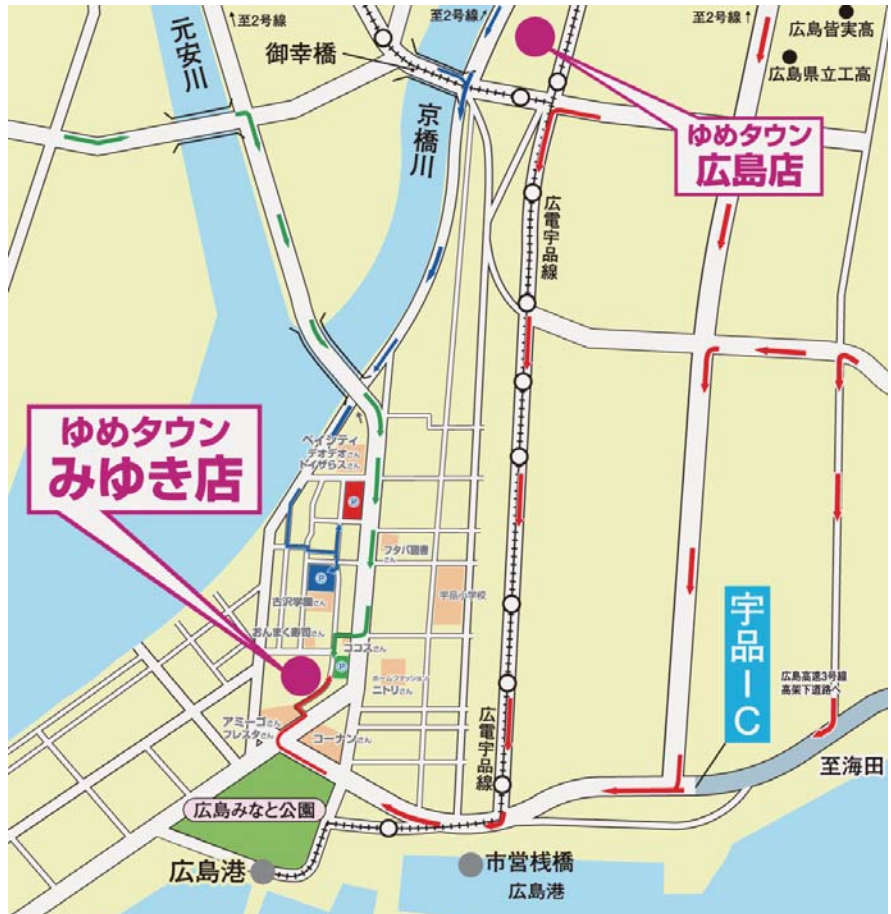 至2号線
至2号線
至2号線
広島皆実高
広島県立工高
元安川
御幸橋
京橋川
ゆめタウン
広島店
広電宇品線
ゆめタウン
みゆき店
ベイシティ
デオデオさん
トイザらスさん
P
フタバ図書
さん
P
古沢学園さん
宇品小学校
おんまく寿司さん
ココスさん
P
ホームファッション
ニトリさん
宇品IC
広島高速3号線
高架下道路へ
至海田
アミーゴさん
フレスタさん
コーナンさん
広電宇品線
広島みなと公園
広島港
市営桟橋
広島港